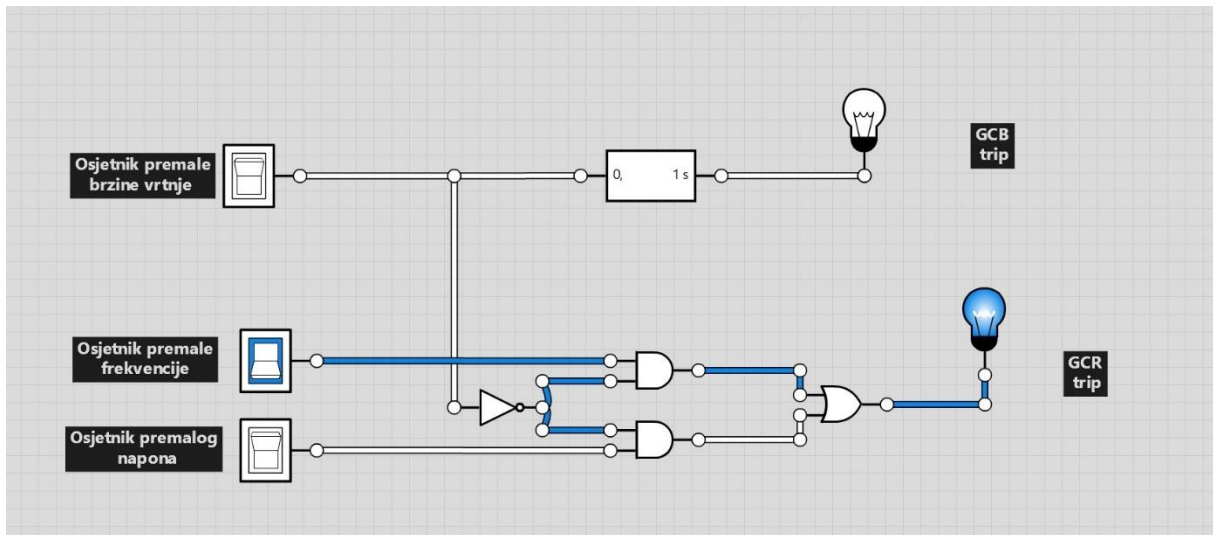 GCB
trip
Osjetnik premale
brzine vrtnje
0, 1 s
Osjetnik premale
frekvencije
GCR
trip
Osjetnik premalog
napona